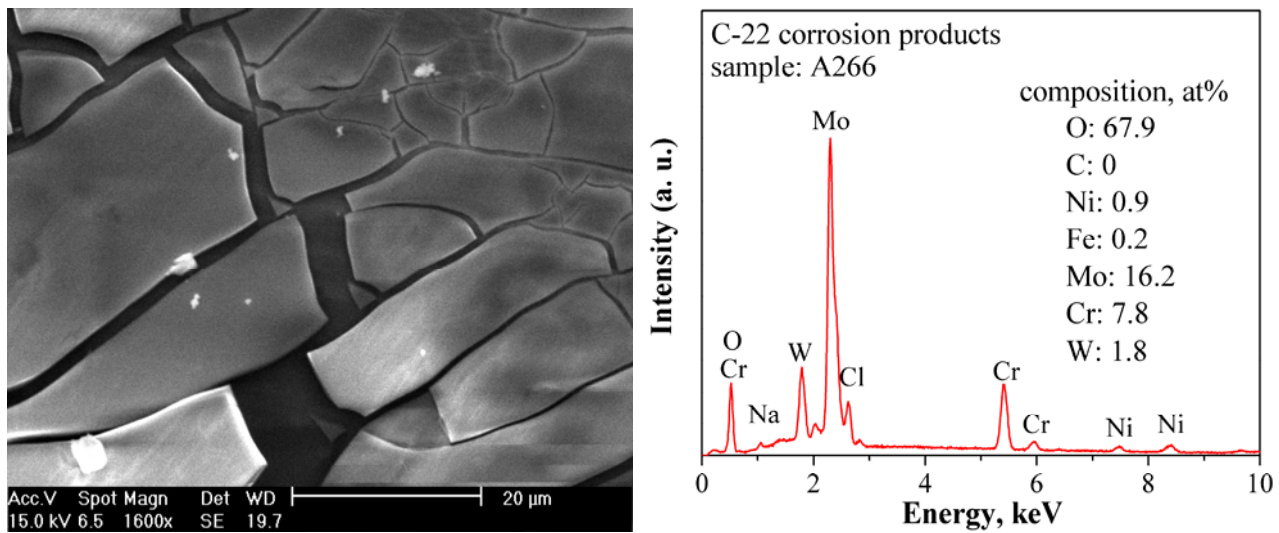 Acc.V Spot Magn Det WD 20 µm
15.0 kV 6.5 1600x SE 19.7
C-22 corrosion products
sample: A266
composition, at%
O: 67.9
C: 0
Ni: 0.9
Fe: 0.2
Mo: 16.2
Cr: 7.8
W: 1.8
Mo
O
Cr
Na
W
Cl
Cr
Cr
Ni
Ni
Intensity (a. u.)
0 2 4 6 8 10
Energy, keV